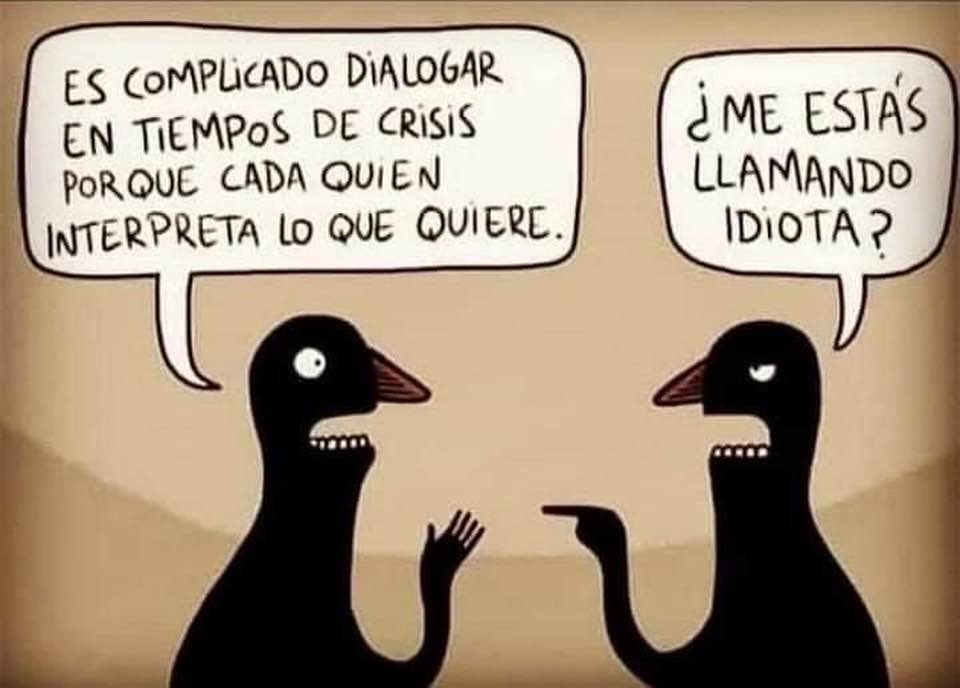 ES COMPLICADO DIALOGAR
EN TIEMPOS DE CRISIS
PORQUE CADA QUIEN
INTERPRETA LO QUE QUIERE.
¿ME ESTÁS
LLAMANDO
IDIOTA?